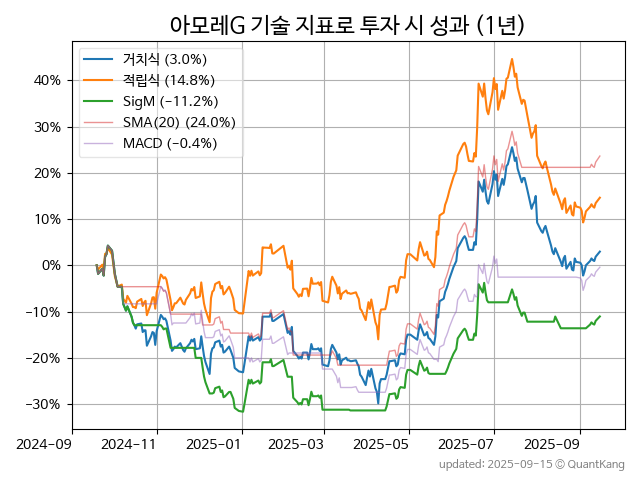 아모레G 기술 지표로 투자 시 성과 (1년)
거치식 (3.0%)
적립식 (14.8%)
SigM (−11.2%)
SMA(20) (24.0%)
MACD (−0.4%)
40%
30%
20%
10%
0%
−10%
−20%
−30%
2024-09 2024-11 2025-01 2025-03 2025-05 2025-07 2025-09
updated: 2025-09-15 © QuantKang